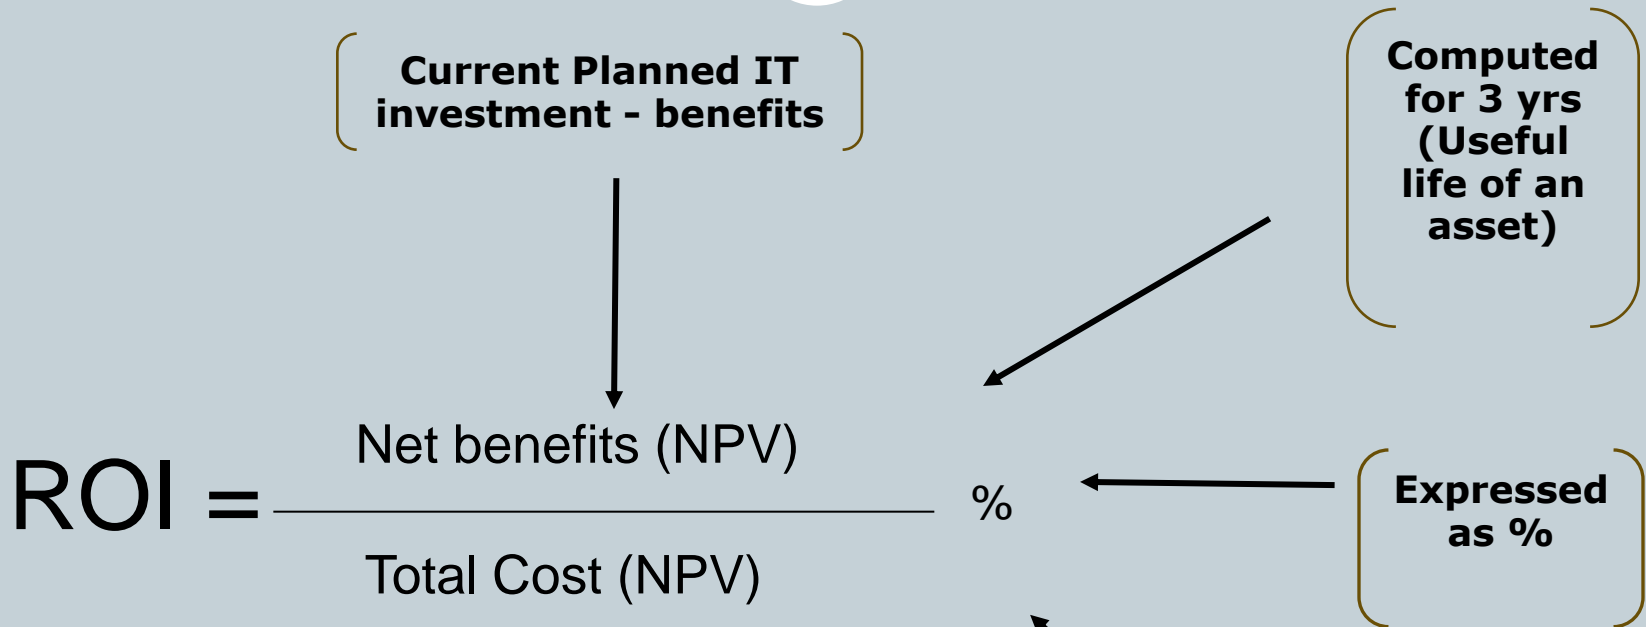 Current Planned IT
investment - benefits
Computed
for 3 yrs
(Useful
life of an
asset)
Net benefits (NPV)
ROI =
%
Total Cost (NPV)
Expressed
as %